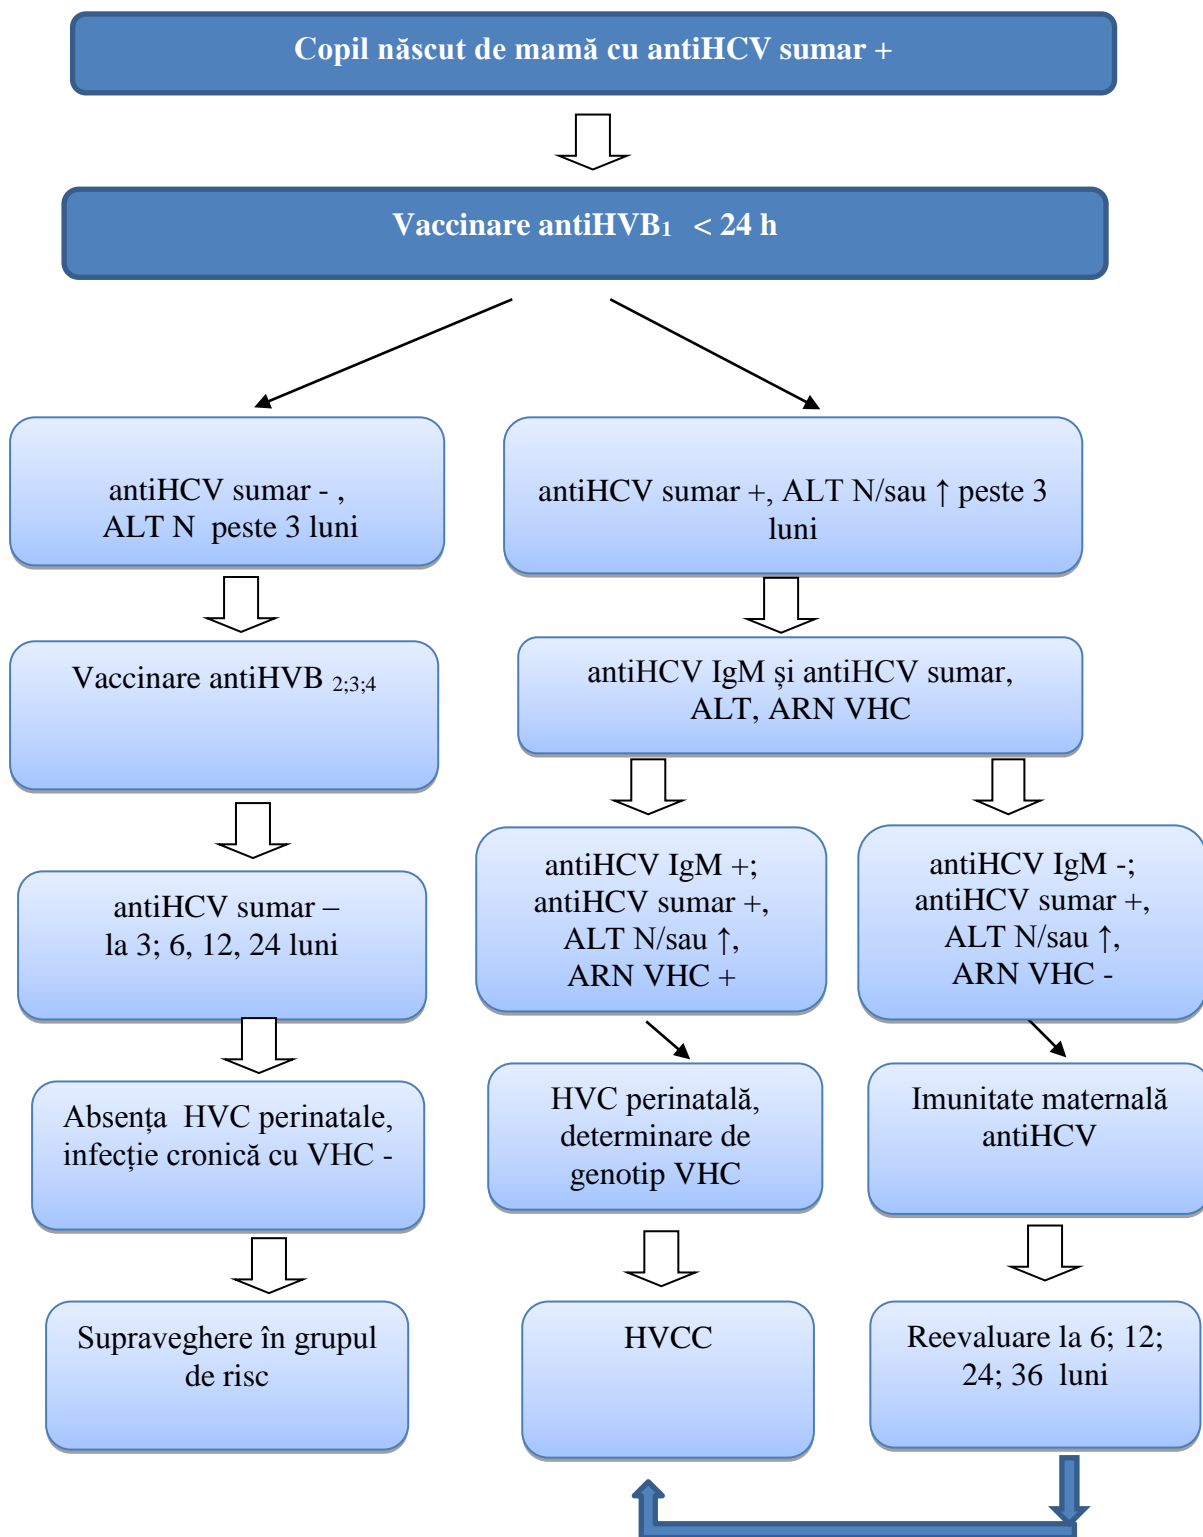 Copil născut de mamă cu antiHCV sumar +
Vaccinare antiHVB1 < 24 h
antiHCV sumar - ,
ALT N peste 3 luni
antiHCV sumar +, ALT N/sau ↑ peste 3
luni
Vaccinare antiHVB 2;3;4
antiHCV IgM și antiHCV sumar,
ALT, ARN VHC
antiHCV sumar –
la 3; 6, 12, 24 luni
antiHCV IgM +;
antiHCV sumar +,
ALT N/sau ↑,
ARN VHC +
antiHCV IgM -;
antiHCV sumar +,
ALT N/sau ↑,
ARN VHC -
Absența HVC perinatale,
infecție cronică cu VHC -
HVC perinatală,
determinare de
genotip VHC
Imunitate maternală
antiHCV
Supraveghere în grupul
de risc
HVCC
Reevaluare la 6; 12;
24; 36 luni